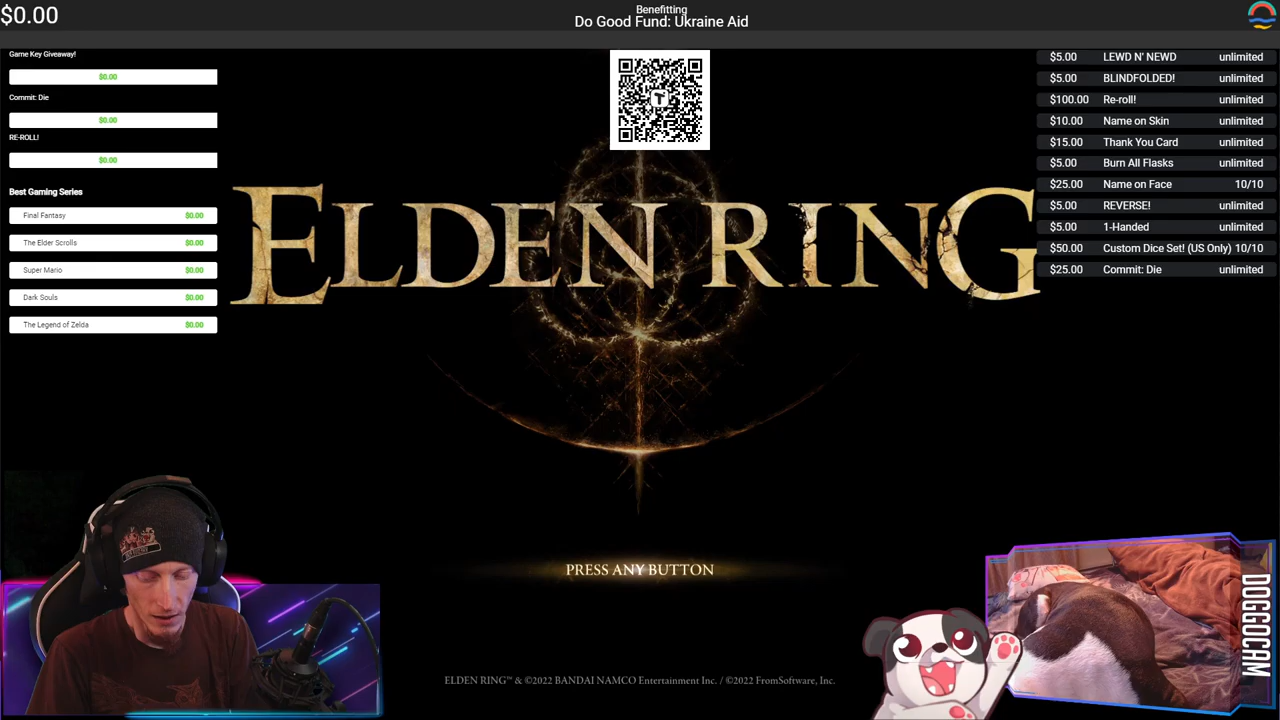 $0.00
Benefitting
Do Good Fund: Ukraine Aid
Game Key Giveaway!
$0.00
Commit: Die
$0.00
RE-ROLL!
$0.00
Best Gaming Series
Final Fantasy $0.00
The Elder Scrolls $0.00
Super Mario $0.00
Dark Souls $0.00
The Legend of Zelda $0.00
T
$5.00 LEWD N' NEWD unlimited
$5.00 BLINDFOLDED! unlimited
$100.00 Re-roll! unlimited
$10.00 Name on Skin unlimited
$15.00 Thank You Card unlimited
$5.00 Burn All Flasks unlimited
$25.00 Name on Face 10/10
$5.00 REVERSE! unlimited
$5.00 1-Handed unlimited
$50.00 Custom Dice Set! (US Only) 10/10
$25.00 Commit: Die unlimited
ELDEN RING
PRESS ANY BUTTON
DOGGOCAM
ELDEN RING™ & ©2022 BANDAI NAMCO Entertainment Inc. / ©2022 FromSoftware, Inc.